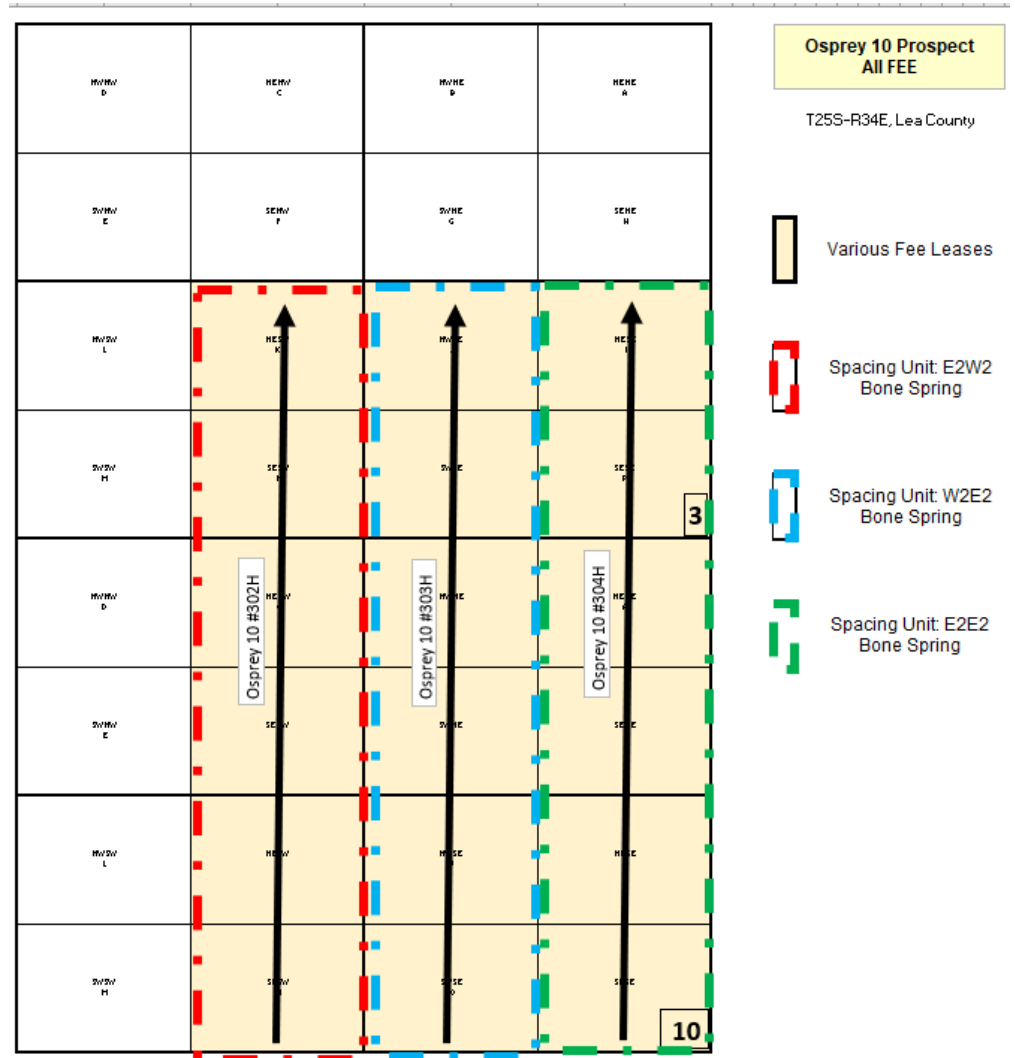 Osprey 10 Prospect
All FEE
T25S-R34E, Lea County
Various Fee Leases
Spacing Unit: E2W2
Bone Spring
Spacing Unit: W2E2
Bone Spring
Spacing Unit: E2E2
Bone Spring
NWNW
D
NENW
C
NWNE
B
NENE
A
SWNW
E
SENW
F
SWNE
G
SENE
H
NWSW
L
SWSW
M
3
NWNW
D
Osprey 10 #302H
Osprey 10 #303H
Osprey 10 #304H
SWNW
E
NWSW
L
SWSW
M
10